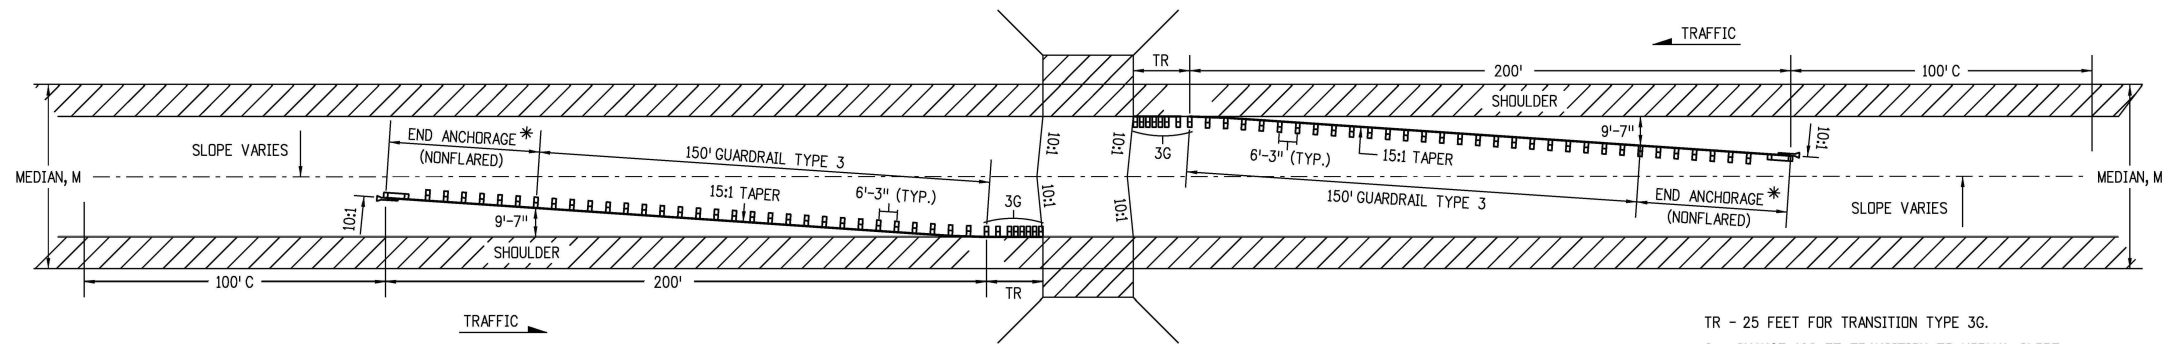 TRAFFIC
TR
200'
100' C
SHOULDER
END ANCHORAGE *
(NONFLARED)
SLOPE VARIES
150' GUARDRAIL TYPE 3
10:1
10:1
3G
6'-3" (TYP.)
15:1 TAPER
9'-7"
10:1
MEDIAN, M
MEDIAN, M
10:1
9'-7"
15:1 TAPER
6'-3" (TYP.)
3G
10:1
10:1
150' GUARDRAIL TYPE 3
END ANCHORAGE *
(NONFLARED)
SLOPE VARIES
SHOULDER
100' C
200'
TR
TRAFFIC
TR - 25 FEET FOR TRANSITION TYPE 3G.